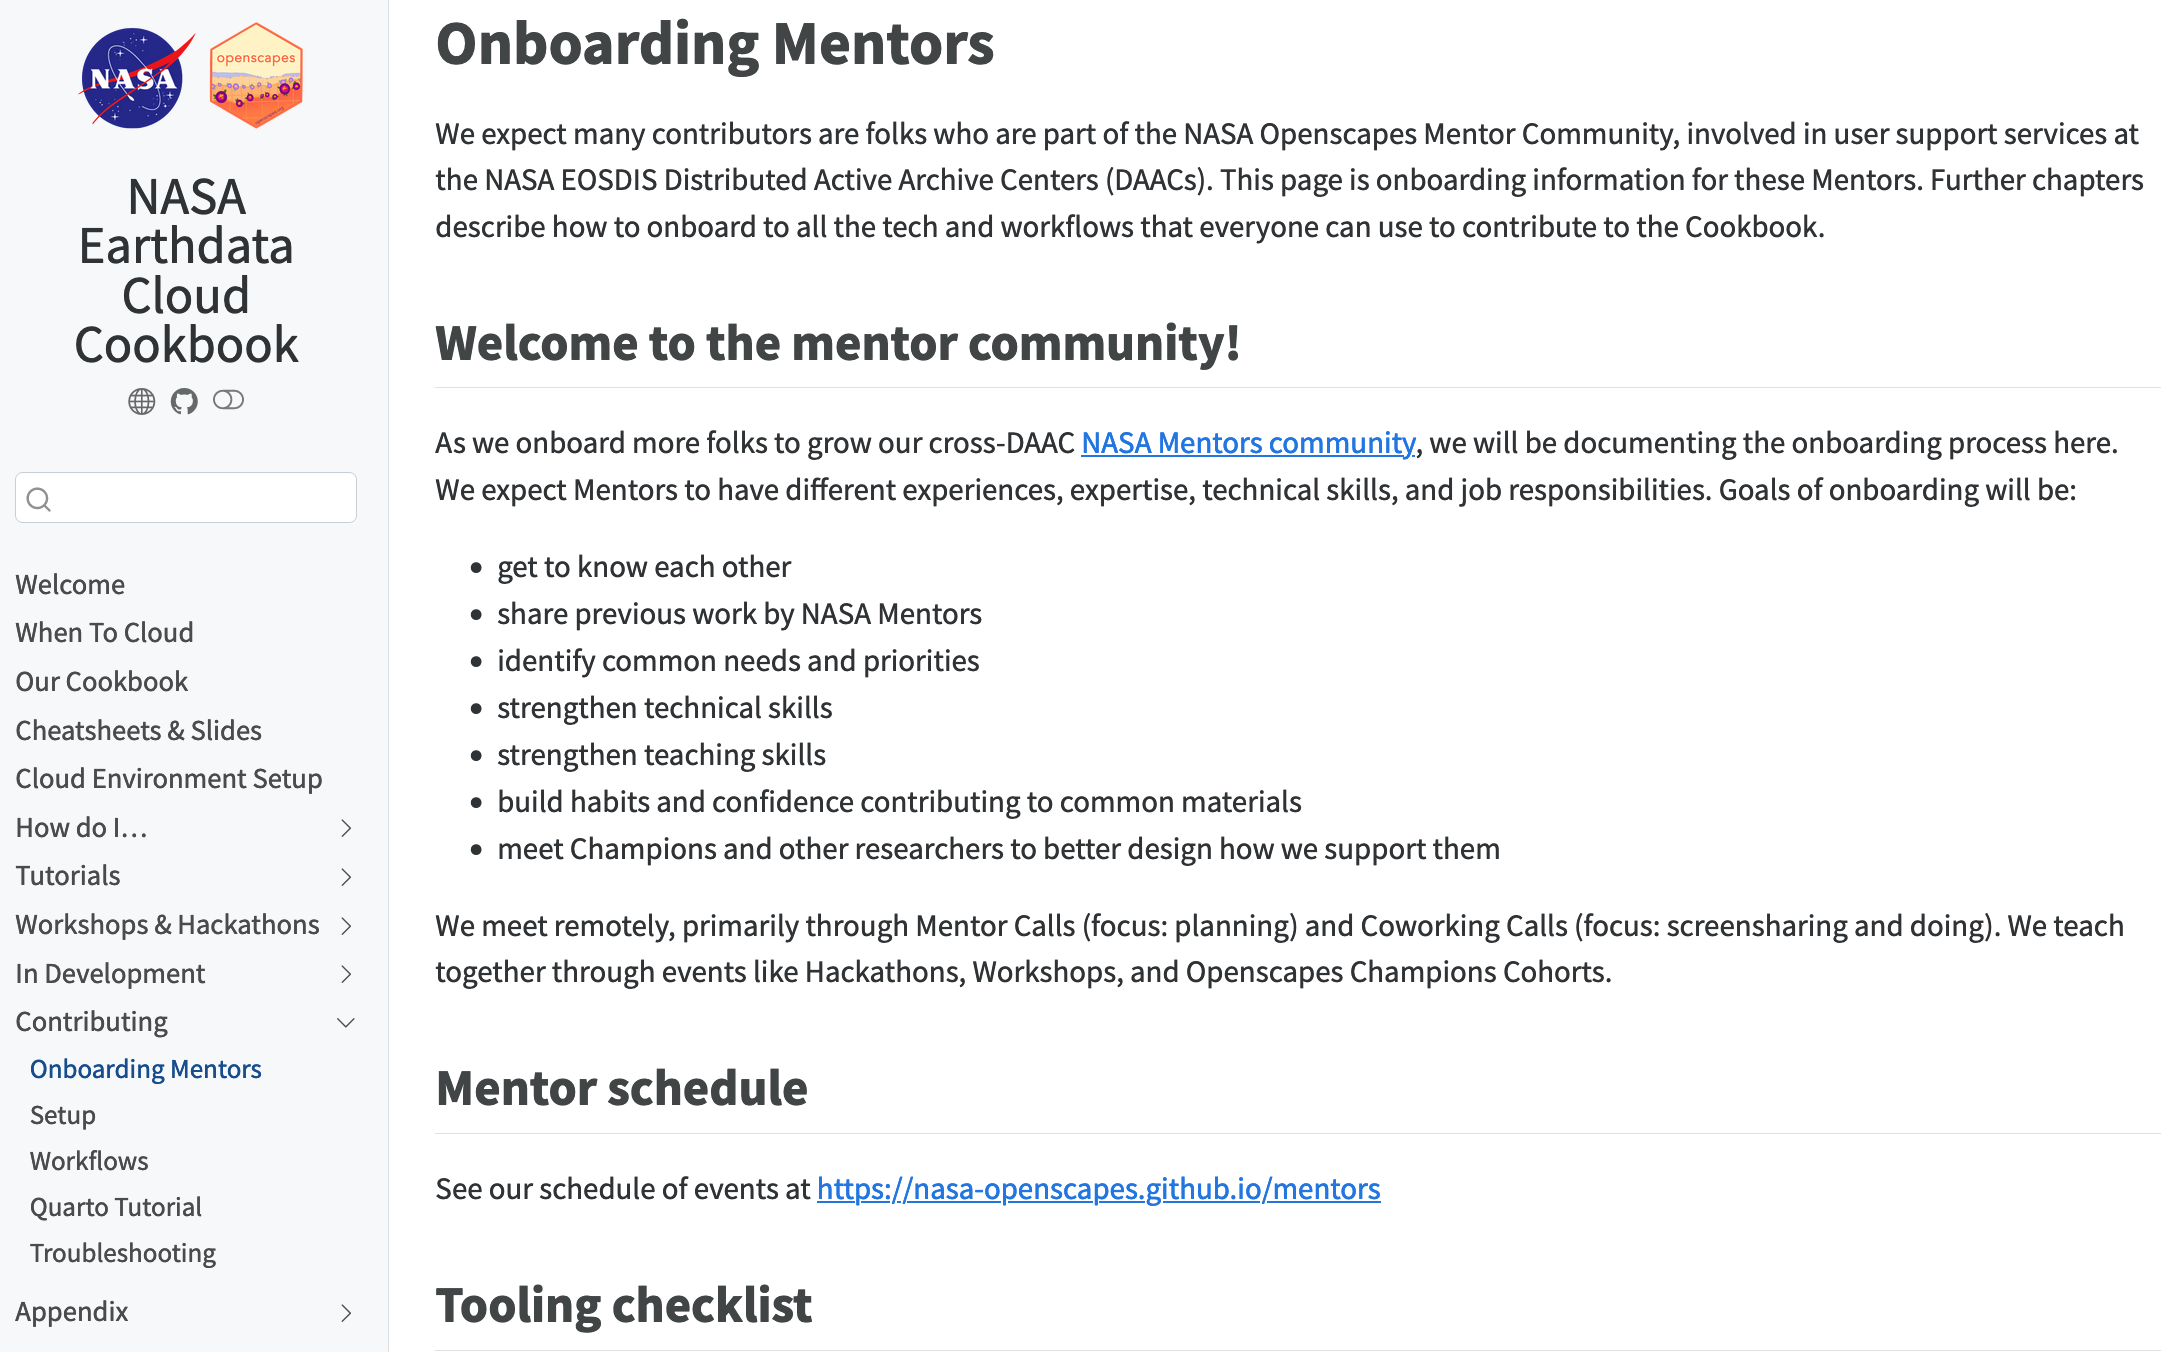 NASA
openscapes
NASA
Earthdata
Cloud
Cookbook
Welcome
When To Cloud
Our Cookbook
Cheatsheets & Slides
Cloud Environment Setup
How do I...
Tutorials
Workshops & Hackathons
In Development
Contributing
Onboarding Mentors
Setup
Workflows
Quarto Tutorial
Troubleshooting
Appendix
Onboarding Mentors
We expect many contributors are folks who are part of the NASA Openscapes Mentor Community, involved in user support services at
the NASA EOSDIS Distributed Active Archive Centers (DAACs). This page is onboarding information for these Mentors. Further chapters
describe how to onboard to all the tech and workflows that everyone can use to contribute to the Cookbook.
Welcome to the mentor community!
As we onboard more folks to grow our cross-DAAC NASA Mentors community, we will be documenting the onboarding process here.
We expect Mentors to have different experiences, expertise, technical skills, and job responsibilities. Goals of onboarding will be:
• get to know each other
• share previous work by NASA Mentors
• identify common needs and priorities
• strengthen technical skills
• strengthen teaching skills
• build habits and confidence contributing to common materials
• meet Champions and other researchers to better design how we support them
We meet remotely, primarily through Mentor Calls (focus: planning) and Coworking Calls (focus: screensharing and doing). We teach
together through events like Hackathons, Workshops, and Openscapes Champions Cohorts.
Mentor schedule
See our schedule of events at https://nasa-openscapes.github.io/mentors
Tooling checklist